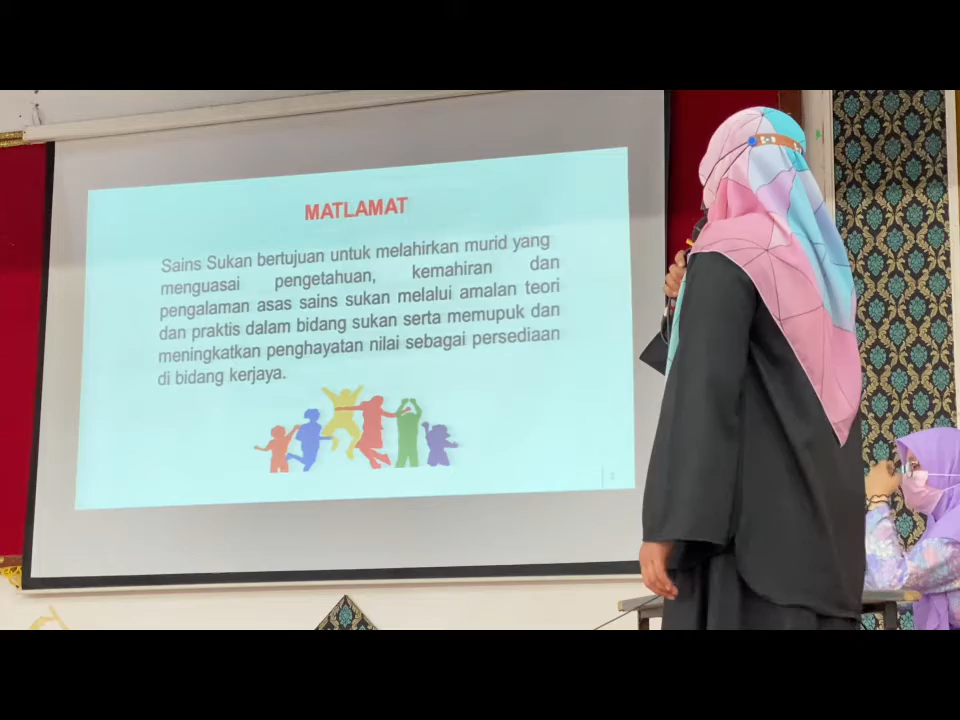 MATLAMAT
Sains Sukan bertujuan untuk melahirkan murid yang
menguasai pengetahuan, kemahiran dan
pengalaman asas sains sukan melalui amalan teori
dan praktis dalam bidang sukan serta memupuk dan
meningkatkan penghayatan nilai sebagai persediaan
di bidang kerjaya.